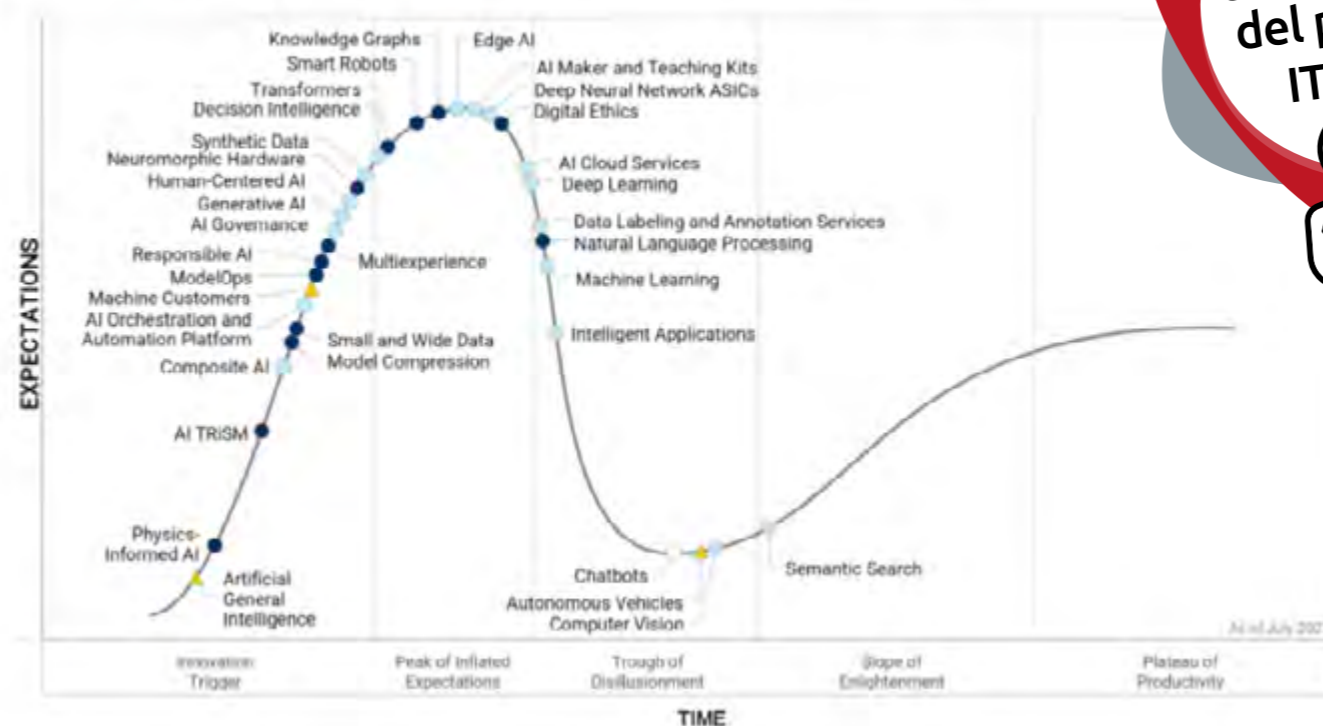 del
IT
Knowledge Graphs
Smart Robots
Transformers
Decision Intelligence
Synthetic Data
Neuromorphic Hardware
Human-Centered AI
Generative AI
AI Governance
Responsible AI
ModelOps
Machine Customers
AI Orchestration and
Automation Platform
Composite AI
AI TRiSM
Physics-
Informed AI
Artificial
General
Intelligence
Multiexperience
Small and Wide Data
Model Compression
Edge AI
AI Maker and Teaching Kits
Deep Neural Network ASICs
Digital Ethics
AI Cloud Services
Deep Learning
Data Labeling and Annotation Services
Natural Language Processing
Machine Learning
Intelligent Applications
Chatbots
Autonomous Vehicles
Computer Vision
Semantic Search
EXPECTATIONS
As of July
Innovation
Trigger
Peak of Inflated
Expectations
Trough of
Disillusionment
Slope of
Enlightenment
Plateau of
Productivity
TIME